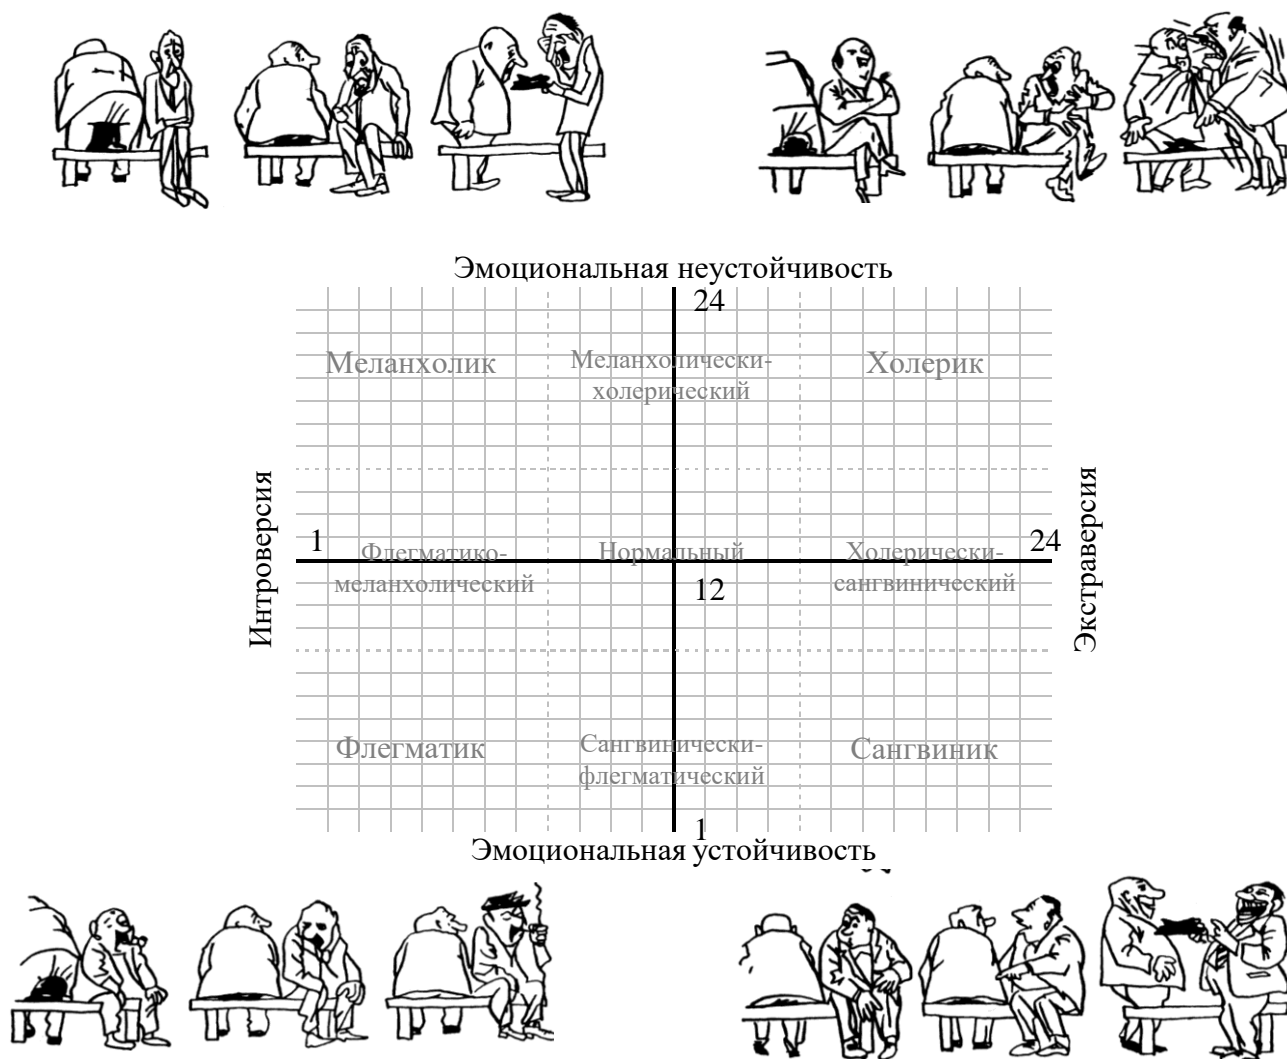 Эмоциональная неустойчивость
24
Меланхолик
Меланхолически-
холерический
Холерик
Интроверсия
1
Флегматико-
меланхолический
Нормальный
12
Холерически-
сангвинический
24
Экстраверсия
Флегматик
Сангвинически-
флегматический
Сангвиник
1
Эмоциональная устойчивость